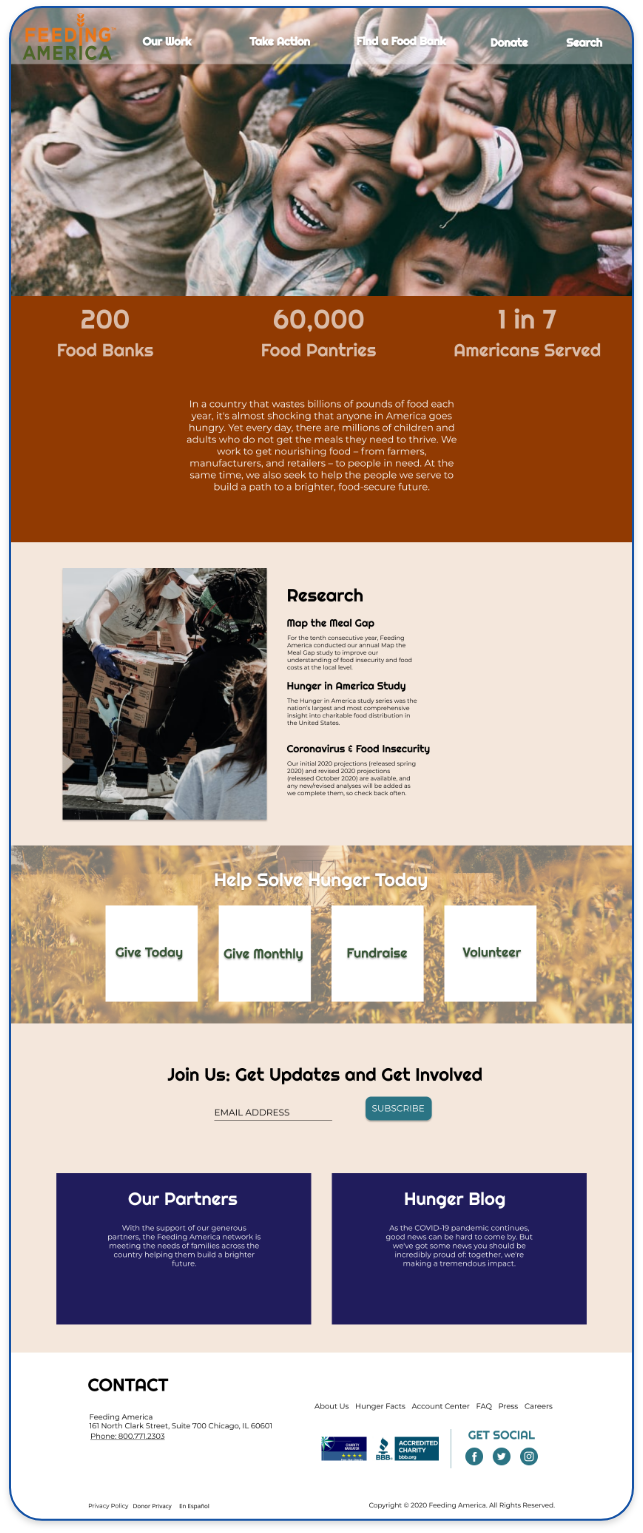 FEEDING
AMERICA
Our Work
Take Action
Find a Food Bank
Donate
Search
200
Food Banks
60,000
Food Pantries
1 in 7
Americans Served
In a country that wastes billions of pounds of food each
year, it's almost shocking that anyone in America goes
hungry. Yet every day, there are millions of children and
adults who do not get the meals they need to thrive. We
work to get nourishing food – from farmers,
manufacturers, and retailers – to people in need. At the
same time, we also seek to help the people we serve to
build a path to a brighter, food-secure future.
Research
Map the Meal Gap
For the tenth consecutive year, Feeding
America conducted our annual Map the
Meal Gap study to improve our
understanding of food insecurity and food
costs at the local level.
Hunger in America Study
The Hunger in America study series was the
nation's largest and most comprehensive
insight into charitable food distribution in
the United States.
Coronavirus & Food Insecurity
Our initial 2020 projections (released spring
2020) and revised 2020 projections
(released October 2020) are available, and
any new/revised analyses will be added as
we complete them, so check back often.
Help Solve Hunger Today
Give Today
Give Monthly
Fundraise
Volunteer
Join Us: Get Updates and Get Involved
EMAIL ADDRESS
SUBSCRIBE
Our Partners
With the support of our generous
partners, the Feeding America network is
meeting the needs of families across the
country helping them build a brighter
future.
Hunger Blog
As the COVID-19 pandemic continues,
good news can be hard to come by. But
we've got some news you should be
incredibly proud of: together, we're
making a tremendous impact.
CONTACT
Feeding America
161 North Clark Street, Suite 700 Chicago, IL 60601
Phone: 800.771.2303
About Us Hunger Facts Account Center FAQ Press Careers
CHARITY
NAVIGATOR
BBB
ACCREDITED
CHARITY
bbb.org
GET SOCIAL
Privacy Policy Donor Privacy En Español
Copyright © 2020 Feeding America. All Rights Reserved.